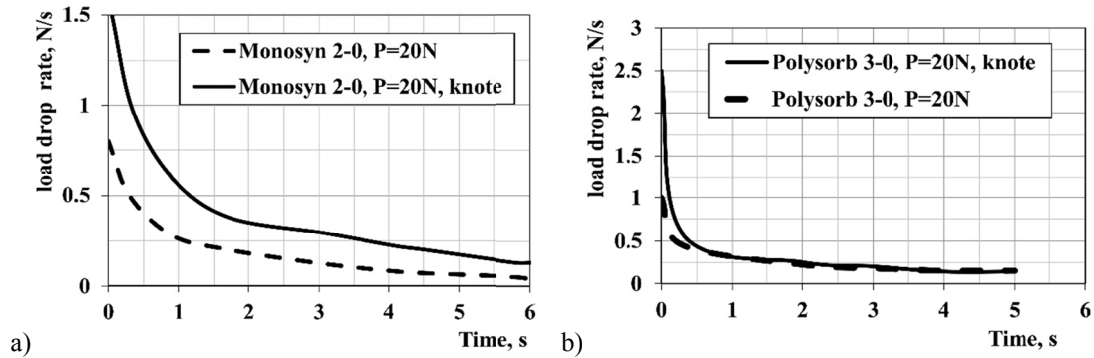 load drop rate, N/s
1.5
1
0.5
0
Monosyn 2-0, P=20N
Monosyn 2-0, P=20N, knote
0 1 2 3 4 5 6
Time, s
a)
load drop rate, N/s
3
2.5
2
1.5
1
0.5
0
Polysorb 3-0, P=20N, knote
Polysorb 3-0, P=20N
0 1 2 3 4 5 6
Time, s
b)